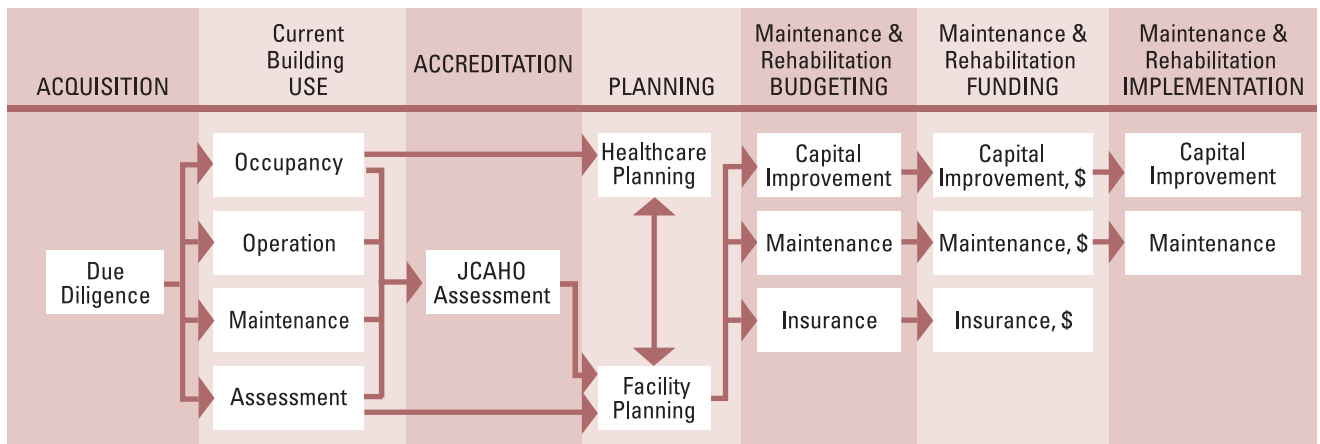 ACQUISITION
Current
Building
USE
ACCREDITATION
PLANNING
Maintenance &
Rehabilitation
BUDGETING
Maintenance &
Rehabilitation
FUNDING
Maintenance &
Rehabilitation
IMPLEMENTATION
Due
Diligence
Occupancy
Operation
Maintenance
Assessment
JCAHO
Assessment
Healthcare
Planning
Facility
Planning
Capital
Improvement
Maintenance
Insurance
Capital
Improvement, $
Maintenance, $
Insurance, $
Capital
Improvement
Maintenance